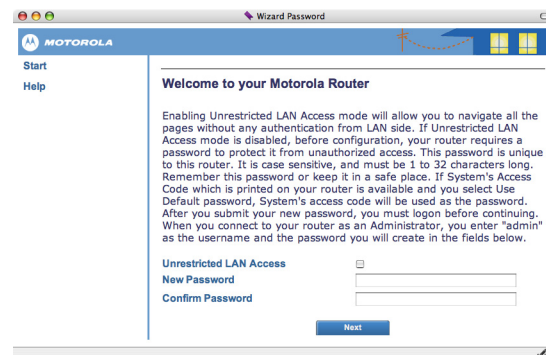 Wizard Password
MOTOROLA
Start
Help
Welcome to your Motorola Router
Enabling Unrestricted LAN Access mode will allow you to navigate all the
pages without any authentication from LAN side. If Unrestricted LAN
Access mode is disabled, before configuration, your router requires a
password to protect it from unauthorized access. This password is unique
to this router. It is case sensitive, and must be 1 to 32 characters long.
Remember this password or keep it in a safe place. If System's Access
Code which is printed on your router is available and you select Use
Default password, System's access code will be used as the password.
After you submit your new password, you must logon before continuing.
When you connect to your router as an Administrator, you enter "admin"
as the username and the password you will create in the fields below.
Unrestricted LAN Access
New Password
Confirm Password
Next